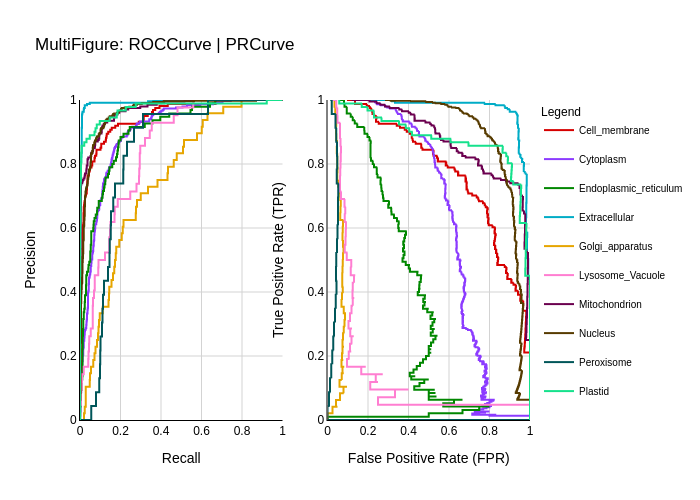 MultiFigure: ROCCurve | PRCurve
Precision
1
0.8
0.6
0.4
0.2
0
0 0.2 0.4 0.6 0.8 1
Recall
True Positive Rate (TPR)
1
0.8
0.6
0.4
0.2
0
0 0.2 0.4 0.6 0.8 1
False Positive Rate (FPR)
Legend
Cell_membrane
Cytoplasm
Endoplasmic_reticulum
Extracellular
Golgi_apparatus
Lysosome_Vacuole
Mitochondrion
Nucleus
Peroxisome
Plastid